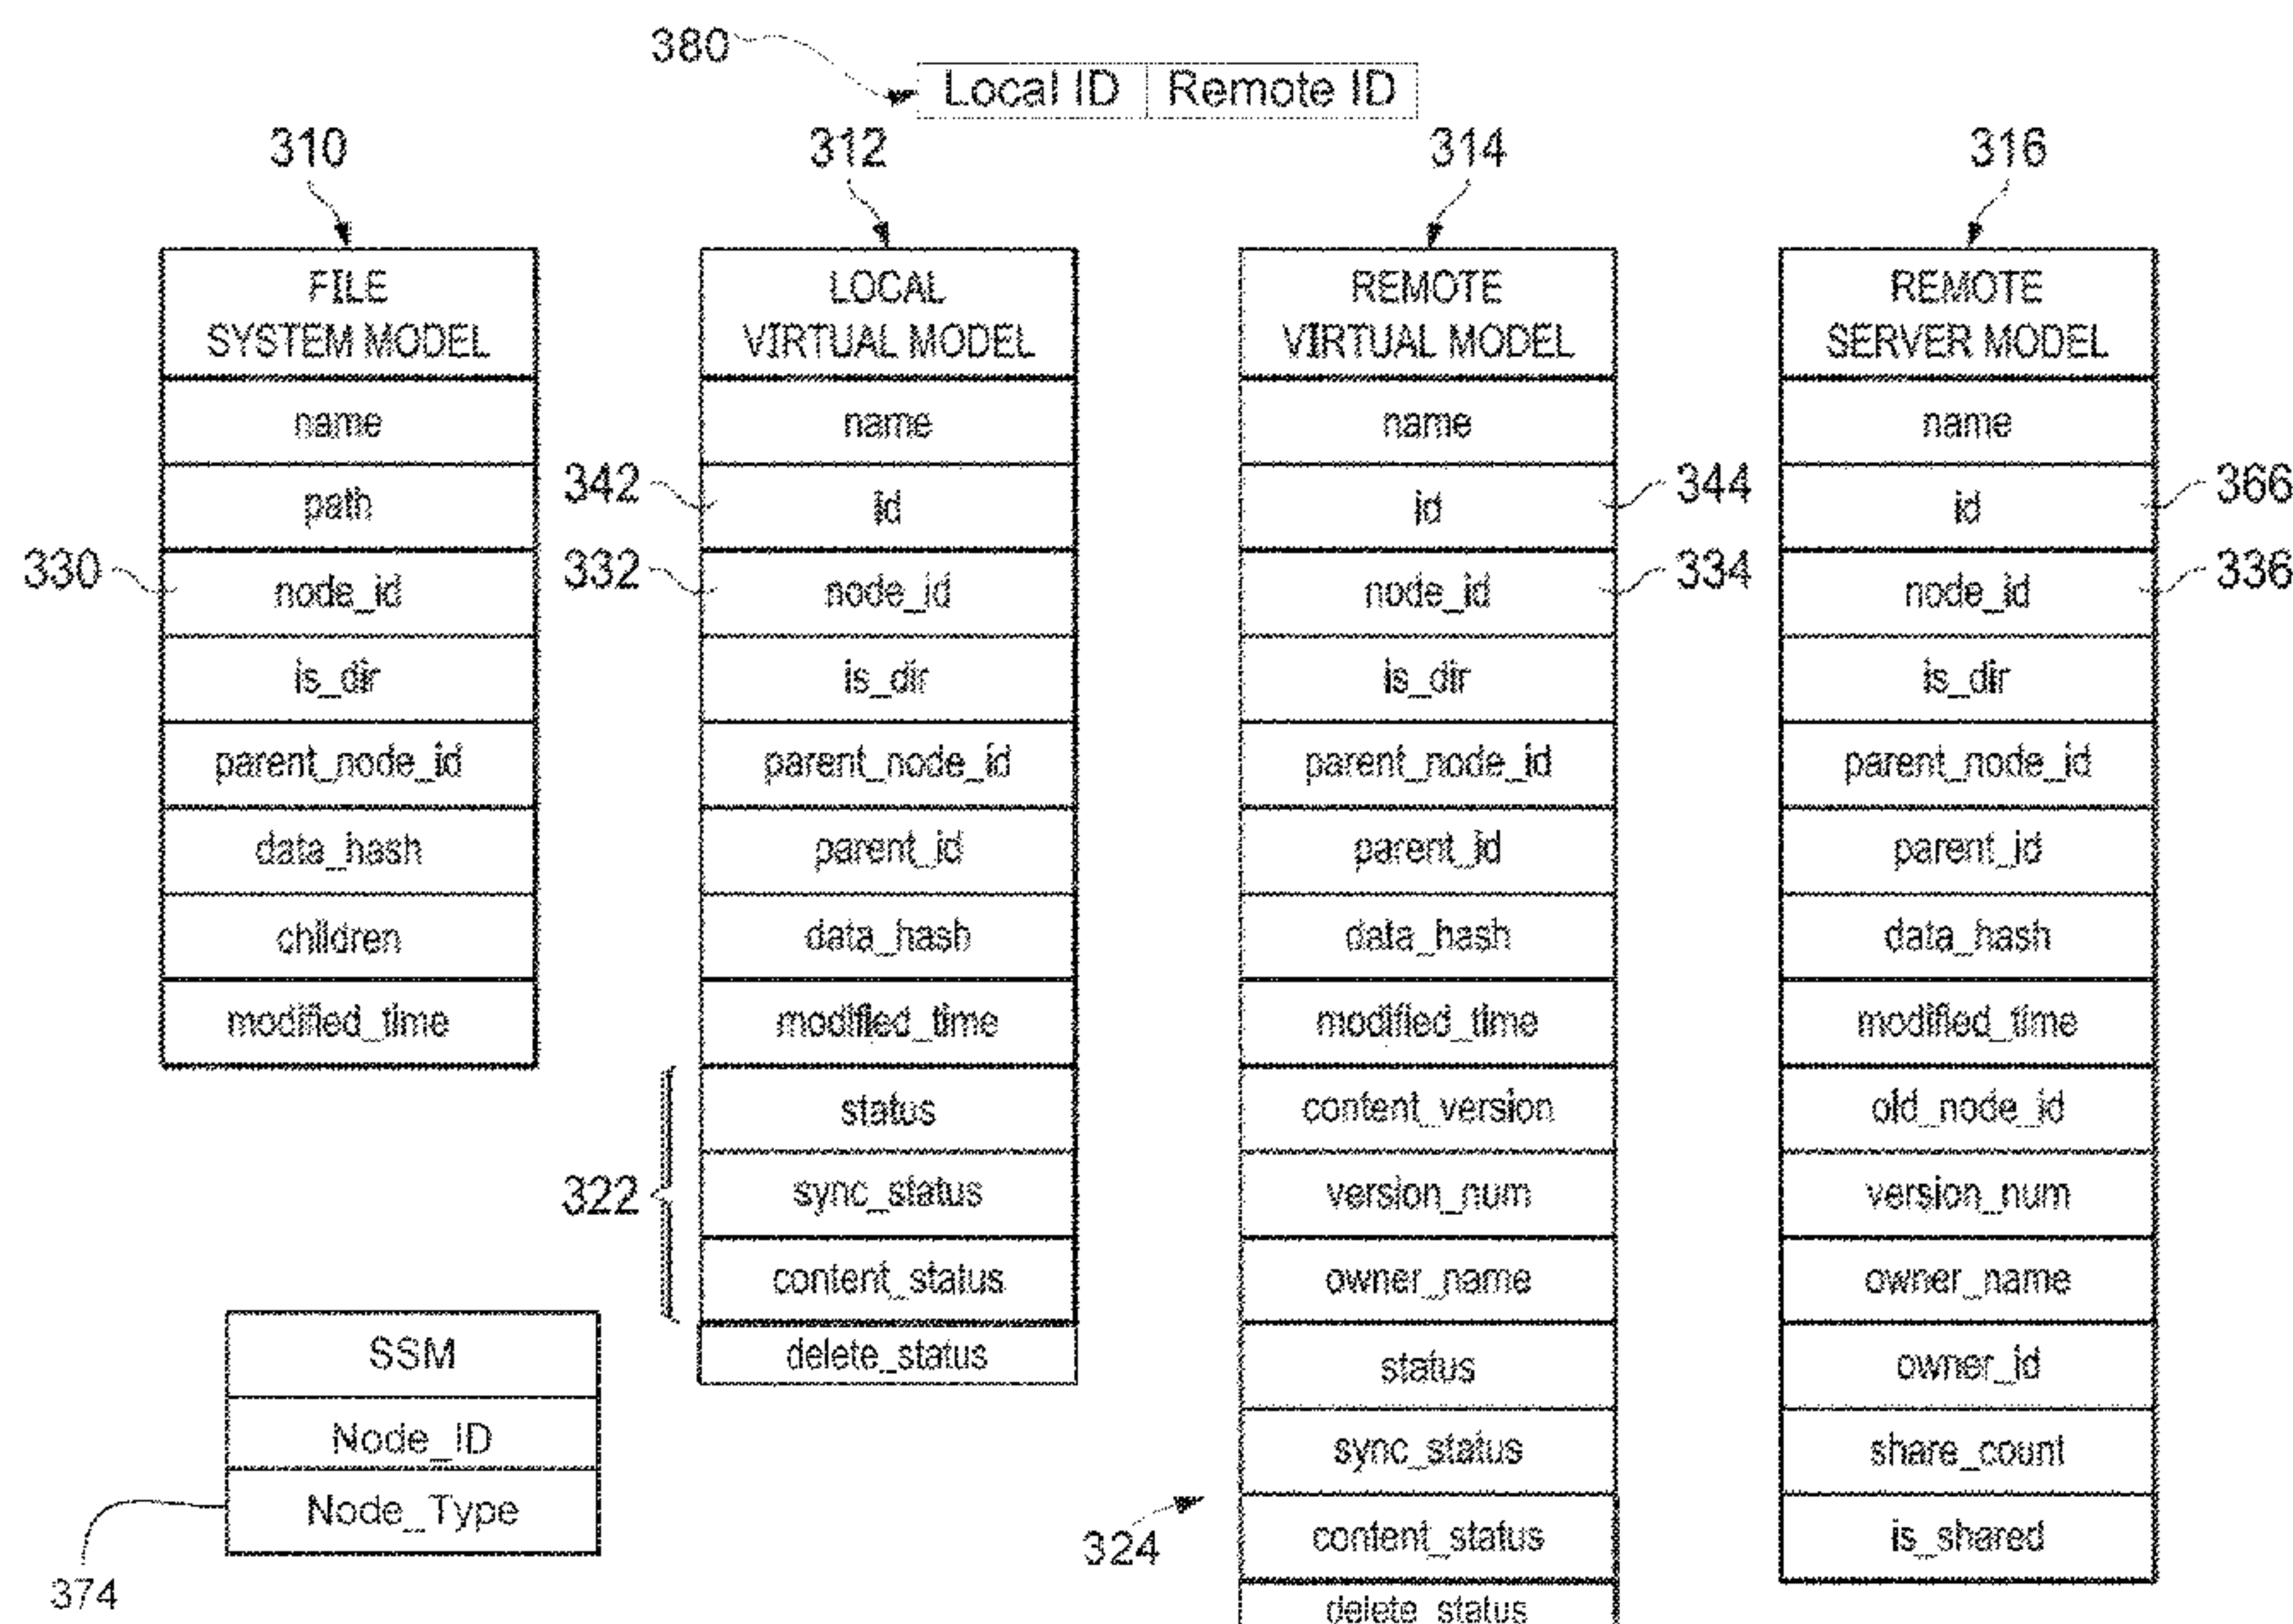 380
Local ID Remote ID
310 312 314 316
FILE
SYSTEM MODEL
name
path
330
node_id
is_dir
parent_node_id
data_hash
children
modified_time
LOCAL
VIRTUAL MODEL
name
342
id
332
node_id
is_dir
parent_node_id
parent_id
data_hash
modified_time
322
status
sync_status
content_status
delete_status
REMOTE
VIRTUAL MODEL
name
id
344
node_id
334
is_dir
parent_node_id
parent_id
data_hash
modified_time
content_version
version_num
owner_name
status
sync_status
324
content_status
delete_status
REMOTE
SERVER MODEL
name
id
366
node_id
336
is_dir
parent_node_id
parent_id
data_hash
modified_time
old_node_id
version_num
owner_name
owner_id
share_count
is_shared
SSM
Node_ID
Node_Type
374